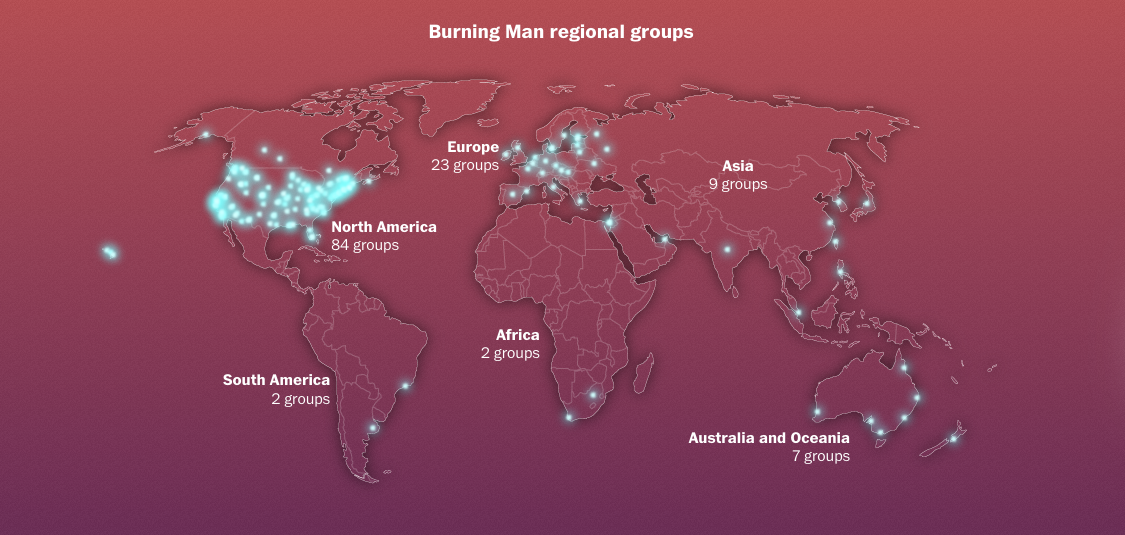 Burning Man regional groups
Europe
23 groups
Asia
9 groups
North America
84 groups
Africa
2 groups
South America
2 groups
Australia and Oceania
7 groups